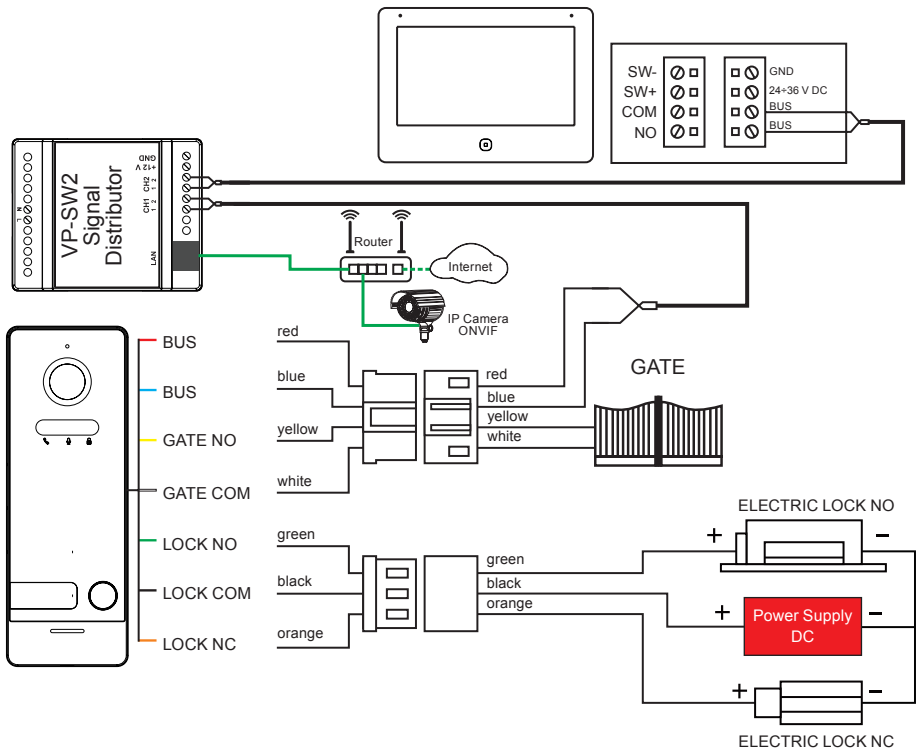 SW-
SW+
COM
NO
GND
24÷36 V DC
BUS
BUS
VP-SW2
Signal
Distributor
GND
+12 V
CH2
1 2
CH1
1 2
LAN
N
L
Router
Internet
IP Camera
ONVIF
BUS
BUS
GATE NO
GATE COM
LOCK NO
LOCK COM
LOCK NC
red
blue
yellow
white
green
black
orange
red
blue
yellow
white
GATE
green
black
orange
ELECTRIC LOCK NO
+ -
+ Power Supply -
DC
+ -
ELECTRIC LOCK NC